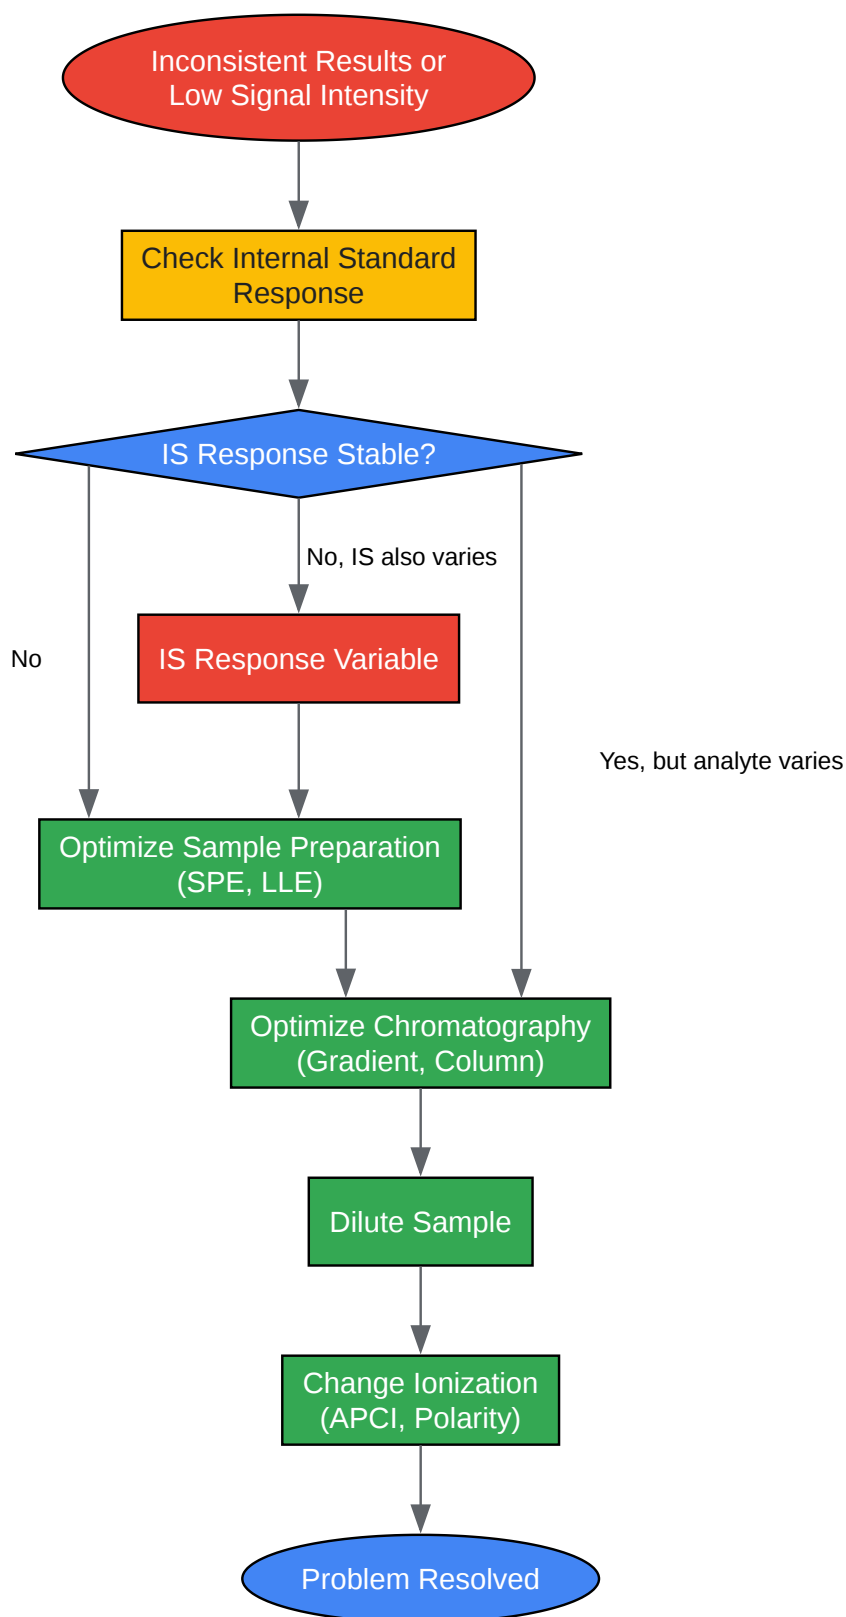 Inconsistent Results or
Low Signal Intensity
Check Internal Standard
Response
IS Response Stable?
No, IS also varies
No
IS Response Variable
Yes, but analyte varies
Optimize Sample Preparation
(SPE, LLE)
Optimize Chromatography
(Gradient, Column)
Dilute Sample
Change Ionization
(APCI, Polarity)
Problem Resolved